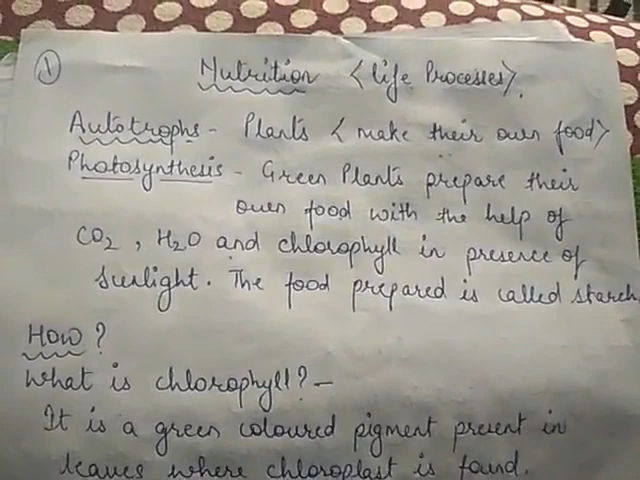 1
Nutrition <life Processes>.
Autotrophs - Plants < make their own food>
Photosynthesis - Green Plants prepare their
own food with the help of
CO2, H2O and chlorophyll in presence of
Sunlight. The food prepared is called starch
How?
What is chlorophyll? -
It is a green coloured pigment present in
leaves where chloroplast is found.